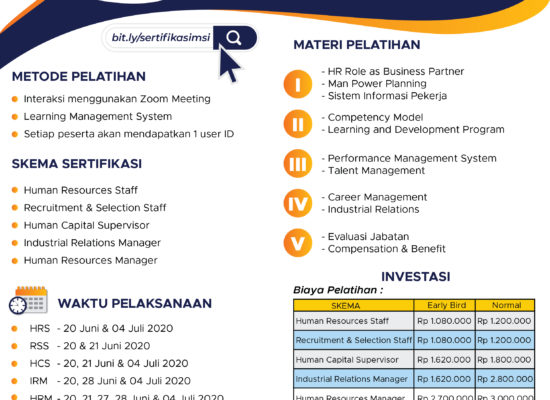 bit.ly/sertifikasimsi
METODE PELATIHAN
Interaksi menggunakan Zoom Meeting
Learning Management System
Setiap peserta akan mendapatkan 1 user ID
SKEMA SERTIFIKASI
Human Resources Staff
Recruitment & Selection Staff
Human Capital Supervisor
Industrial Relations Manager
Human Resources Manager
WAKTU PELAKSANAAN
HRS - 20 Juni & 04 Juli 2020
RSS - 20 & 21 Juni 2020
HCS - 20, 21 Juni & 04 Juli 2020
IRM - 20, 28 Juni & 04 Juli 2020
HRM - 20, 21, 27, 28 Juni & 04 Juli 2020
MATERI PELATIHAN
I
- HR Role as Business Partner
- Man Power Planning
- Sistem Informasi Pekerja
II
- Competency Model
- Learning and Development Program
III
- Performance Management System
- Talent Management
IV
- Career Management
- Industrial Relations
V
- Evaluasi Jabatan
- Compensation & Benefit
INVESTASI
Biaya Pelatihan :
SKEMA Early Bird Normal
Human Resources Staff Rp 1.080.000 Rp 1.200.000
Recruitment & Selection Staff Rp 1.080.000 Rp 1.200.000
Human Capital Supervisor Rp 1.620.000 Rp 1.800.000
Industrial Relations Manager Rp 1.620.000 Rp 2.800.000
Human Resources Manager Rp 2.700.000 Rp 3.000.000